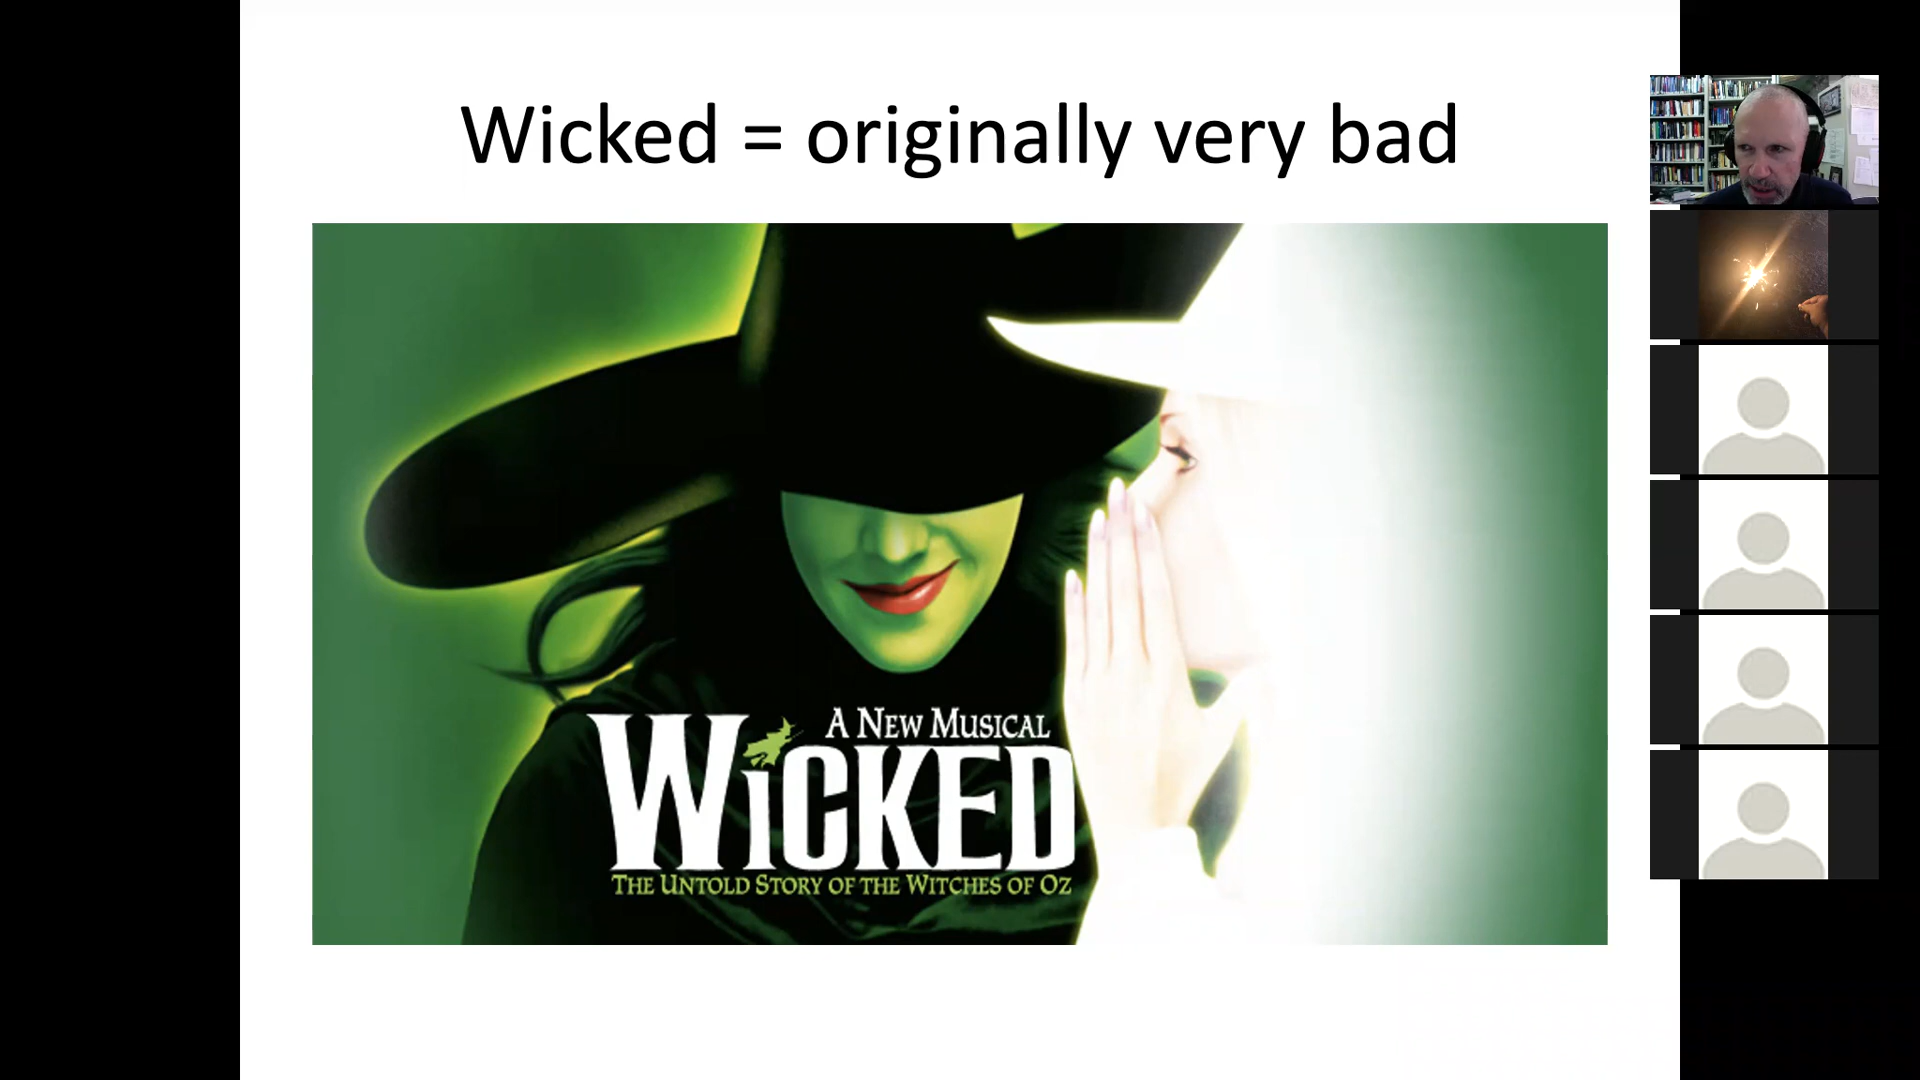 Wicked = originally very bad
A NEW MUSICAL
WICKED
THE UNTOLD STORY OF THE WITCHES OF OZ